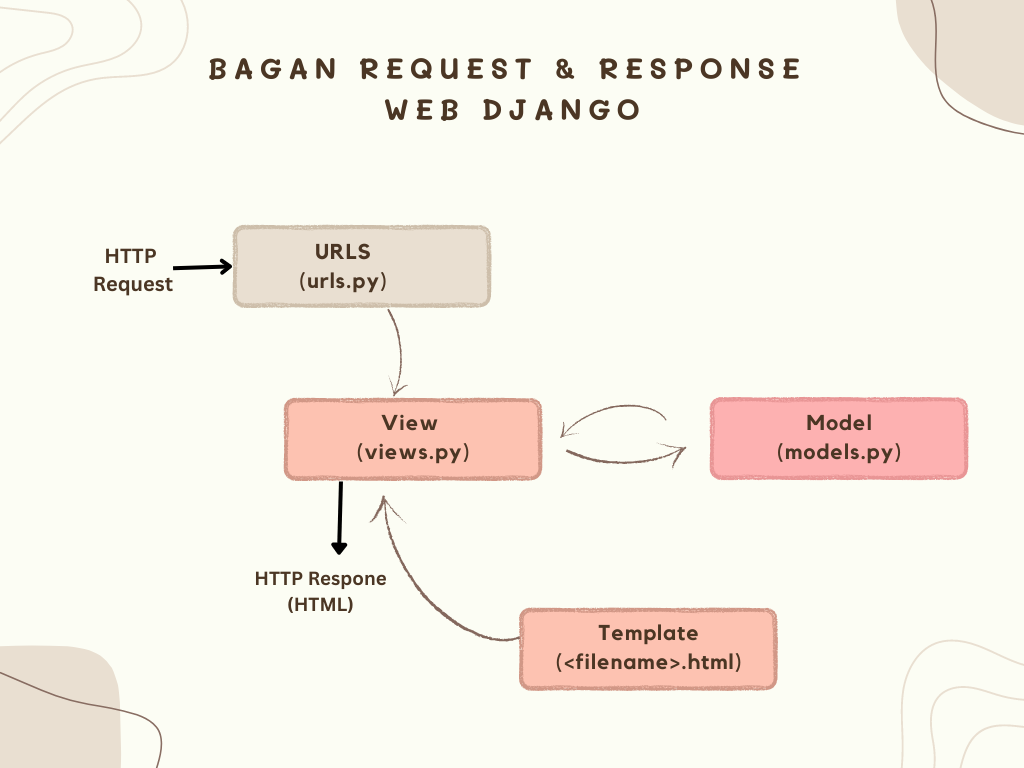 BAGAN REQUEST & RESPONSE
WEB DJANGO
HTTP
Request
URLS
(urls.py)
View
(views.py)
Model
(models.py)
HTTP Respone
(HTML)
Template
(<filename>.html)